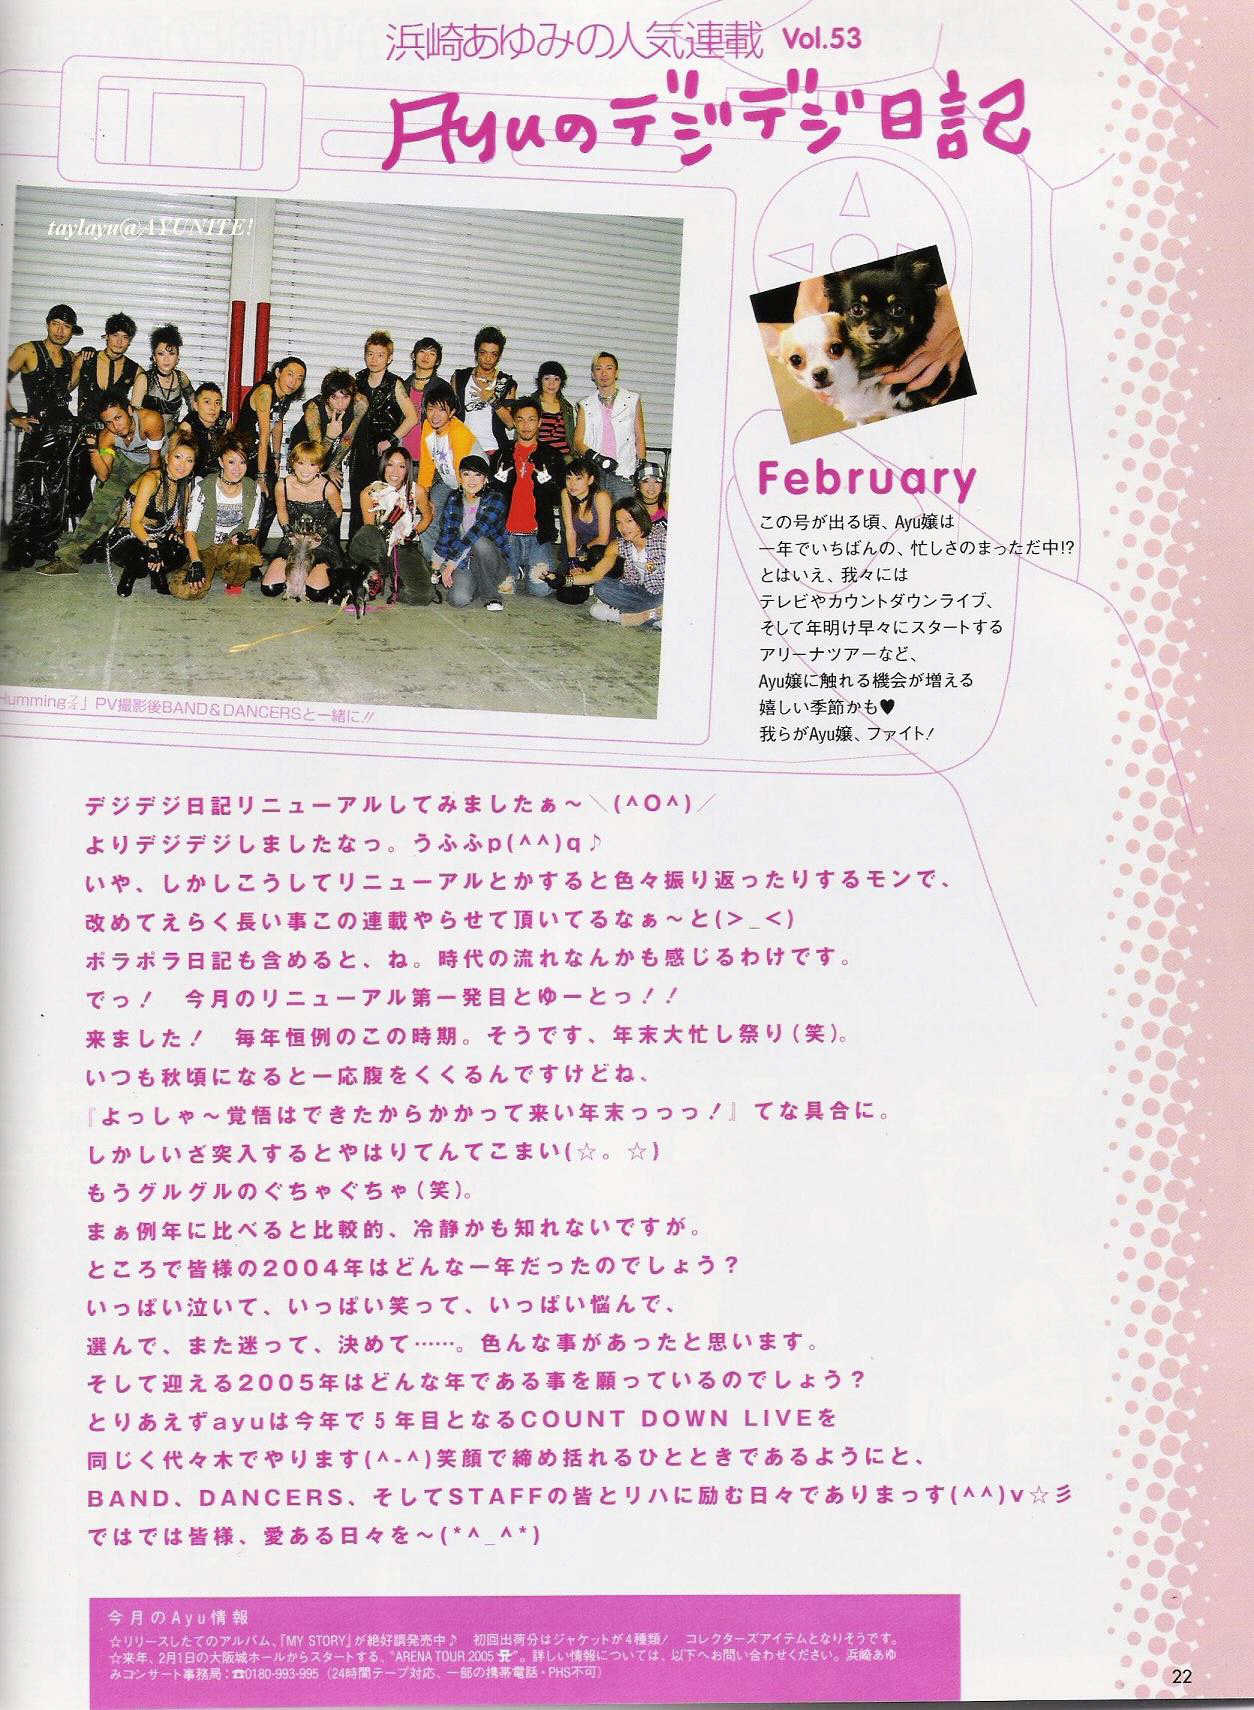 浜崎あゆみの人気連載 Vol.53
Ayuのデジデジ日記
taylayu@AYUNITE!
Humming7/4」PV撮影後BAND&DANCERSと一緒に!!
February
この号が出る頃、Ayu嬢は
一年でいちばんの、忙しさのまっただ中!?
とはいえ、我々には
テレビやカウントダウンライブ、
そして年明け早々にスタートする
アリーナツアーなど、
Ayu嬢に触れる機会が増える
嬉しい季節かも♥
我らがAyu嬢、ファイト!
デジデジ日記リニューアルしてみましたぁ〜＼(^O^)／
よりデジデジしましたなっ。うふふp(^^)q♪
いや、しかしこうしてリニューアルとかすると色々振り返ったりするモンで、
改めてえらく長い事この連載やらせて頂いてるなぁ〜と(>_<)
ポラポラ日記も含めると、ね。時代の流れなんかも感じるわけです。
でっ！　今月のリニューアル第一発目とゆーとっ！！
来ました！　毎年恒例のこの時期。そうです、年末大忙し祭り(笑)。
いつも秋頃になると一応腹をくくるんですけどね、
『よっしゃ〜覚悟はできたからかかって来い年末っっっ！』てな具合に。
しかしいざ突入するとやはりてんてこまい(☆。☆)
もうグルグルのぐちゃぐちゃ(笑)。
まぁ例年に比べると比較的、冷静かも知れないですが。
ところで皆様の2004年はどんな一年だったのでしょう？
いっぱい泣いて、いっぱい笑って、いっぱい悩んで、
選んで、また迷って、決めて……。色んな事があったと思います。
そして迎える2005年はどんな年である事を願っているのでしょう？
とりあえずayuは今年で5年目となるCOUNT DOWN LIVEを
同じく代々木でやります(^-^)笑顔で締め括れるひとときであるようにと、
BAND、DANCERS、そしてSTAFFの皆とリハに励む日々でありまっす(^^)v☆彡
ではでは皆様、愛ある日々を〜(*^_^*)
今月のAyu情報
☆リリースしたてのアルバム、『MY STORY』が絶好調発売中♪　初回出荷分はジャケットが4種類！　コレクターズアイテムとなりそうです。
☆来年、2月1日の大阪城ホールからスタートする、"ARENA TOUR 2005 A"。詳しい情報については、以下へお問い合わせください。浜崎あゆ
みコンサート事務局：☎0180-993-995（24時間テープ対応、一部の携帯電話・PHS不可）
22